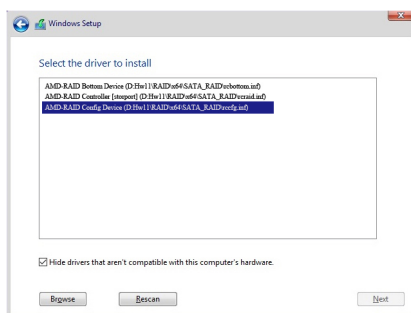 Windows Setup
Select the driver to install
AMD-RAID Bottom Device (D:\Hw11\RAID\x64\SATA_RAID\rcbottom.inf)
AMD-RAID Controller [storport] (D:\Hw11\RAID\x64\SATA_RAID\rcraid.inf)
AMD-RAID Config Device (D:\Hw11\RAID\x64\SATA_RAID\rccfg.inf)
Hide drivers that aren't compatible with this computer's hardware.
Browse
Rescan
Next